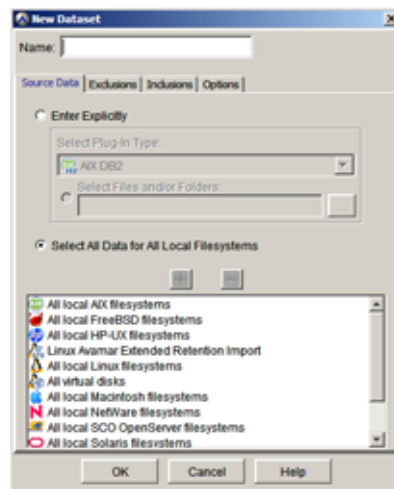 New Dataset
Name:
Source Data Exclusions Inclusions Options
Enter Explicitly
Select Plug-In Type:
AIX DB2
Select Files and/or Folders:
...
Select All Data for All Local Filesystems
All local AIX filesystems
All local FreeBSD filesystems
All local HP-UX filesystems
Linux Avamar Extended Retention Import
All local Linux filesystems
All virtual disks
All local Macintosh filesystems
All local NetWare filesystems
All local SCO OpenServer filesystems
All local Solaris filesystems
OK Cancel Help